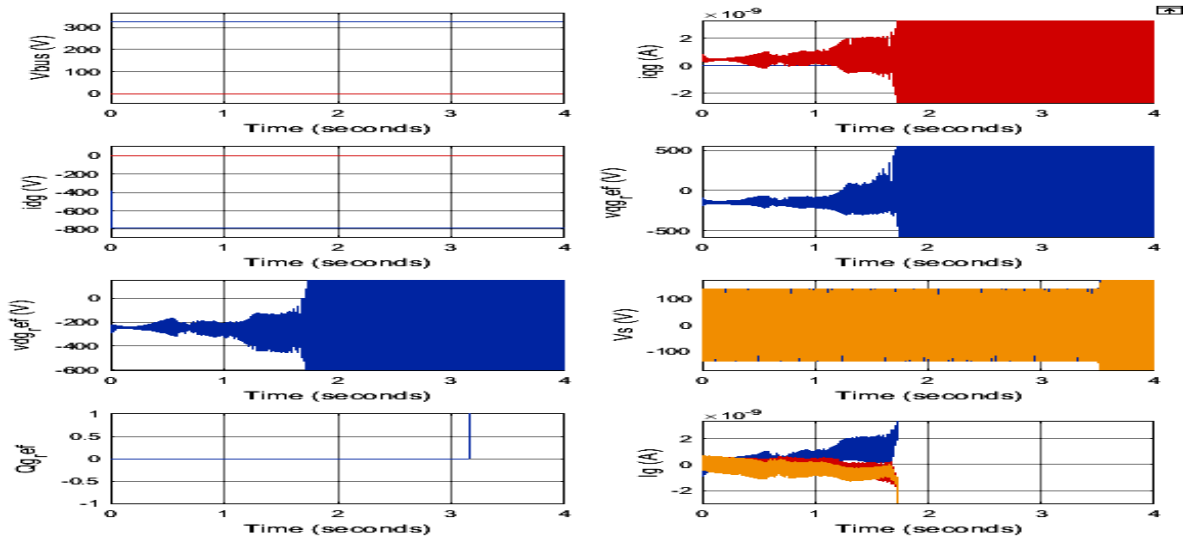 300
200
100
0
Vbus (V)
0 1 2 3 4
Time (seconds)
× 10⁻⁹
2
0
-2
iqg (A)
0 1 2 3 4
Time (seconds)
0
-200
-400
-600
-800
idg (V)
0 1 2 3 4
Time (seconds)
500
0
-500
vqgref (V)
0 1 2 3 4
Time (seconds)
0
-200
-400
-600
vdgref (V)
0 1 2 3 4
Time (seconds)
100
0
-100
Vs (V)
0 1 2 3 4
Time (seconds)
1
0.5
0
-0.5
-1
Qgref
0 1 2 3 4
Time (seconds)
× 10⁻⁹
2
0
-2
Ig (A)
0 1 2 3 4
Time (seconds)